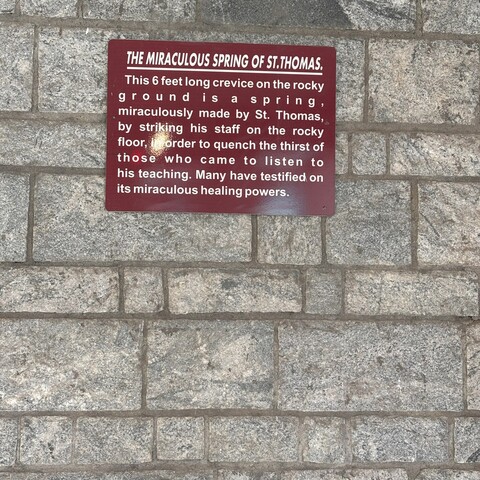 THE MIRACULOUS SPRING OF ST.THOMAS.
This 6 feet long crevice on the rocky
ground is a spring,
miraculously made by St. Thomas,
by striking his staff on the rocky
floor, in order to quench the thirst of
those who came to listen to
his teaching. Many have testified on
its miraculous healing powers.